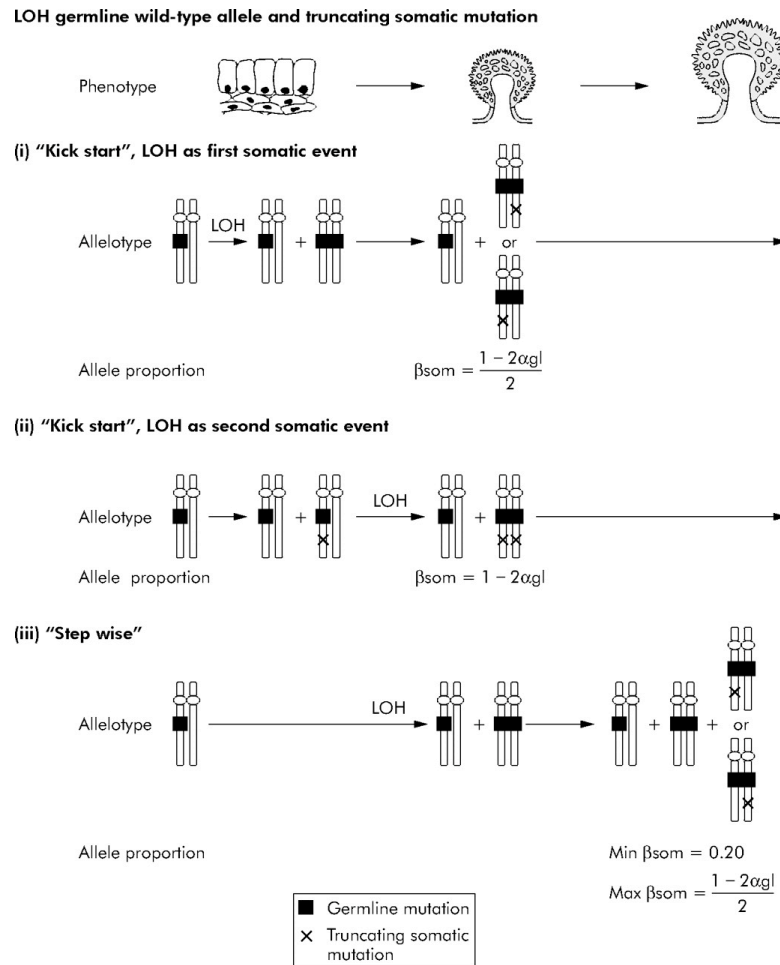 LOH germline wild-type allele and truncating somatic mutation
Phenotype
(i) “Kick start”, LOH as first somatic event
Allelotype
LOH
+
+
or
Allele proportion
βsom = 1 – 2αgl
2
(ii) “Kick start”, LOH as second somatic event
Allelotype
+
LOH
+
Allele proportion
βsom = 1 – 2αgl
(iii) “Step wise”
Allelotype
LOH
+
+
+
or
Allele proportion
Min βsom = 0.20
Max βsom = 1 – 2αgl
2
Germline mutation
Truncating somatic
mutation